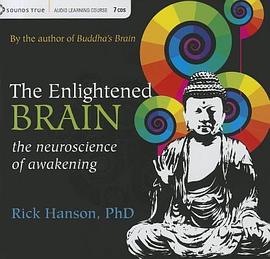 sounds true
AUDIO LEARNING COURSE
7 CDS
By the author of Buddha's Brain
The Enlightened
BRAIN
the neuroscience
of awakening
Rick Hanson, PhD